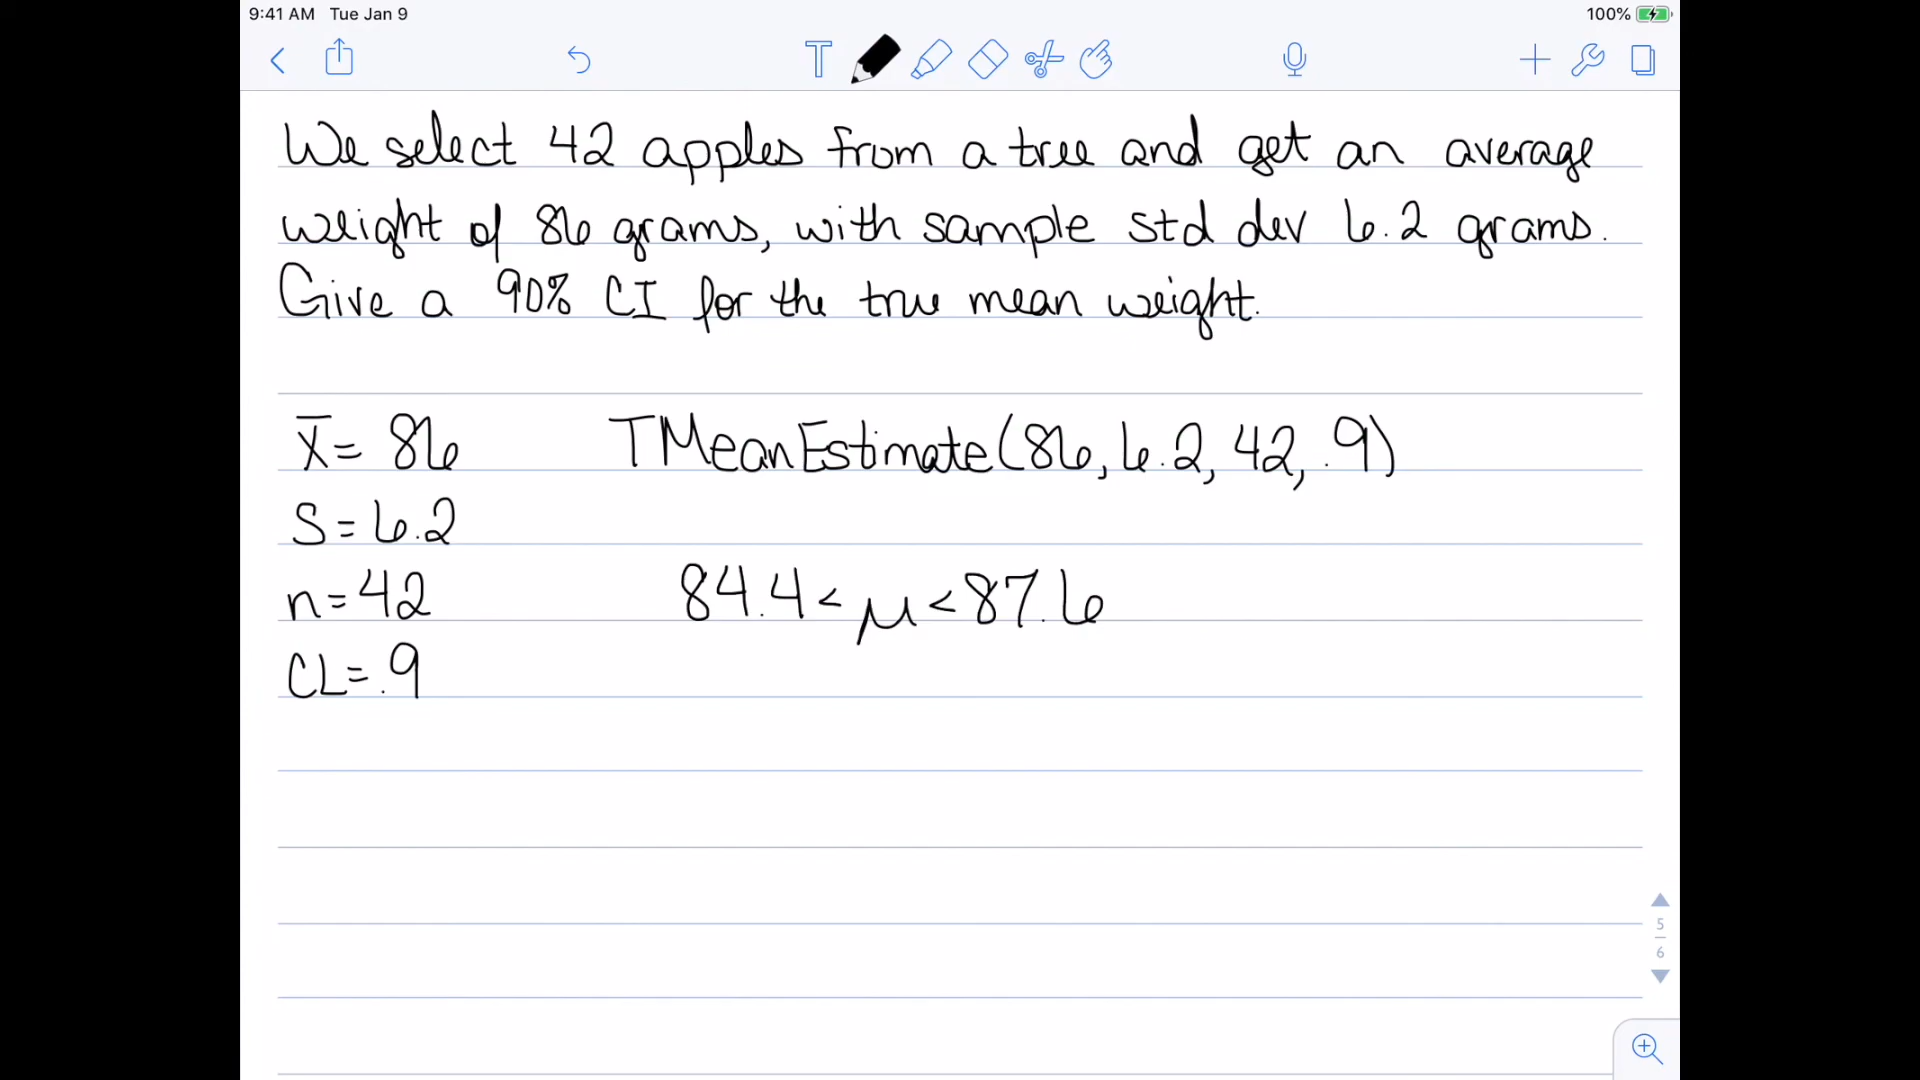 9:41 AM Tue Jan 9
100%
T
We select 42 apples from a tree and get an average
weight of 86 grams, with sample std dev 6.2 grams.
Give a 90% CI for the true mean weight.
x̄ = 86 TMeanEstimate(86, 6.2, 42, .9)
S = 6.2
n = 42 84.4 < μ < 87.6
CL = .9
5
6